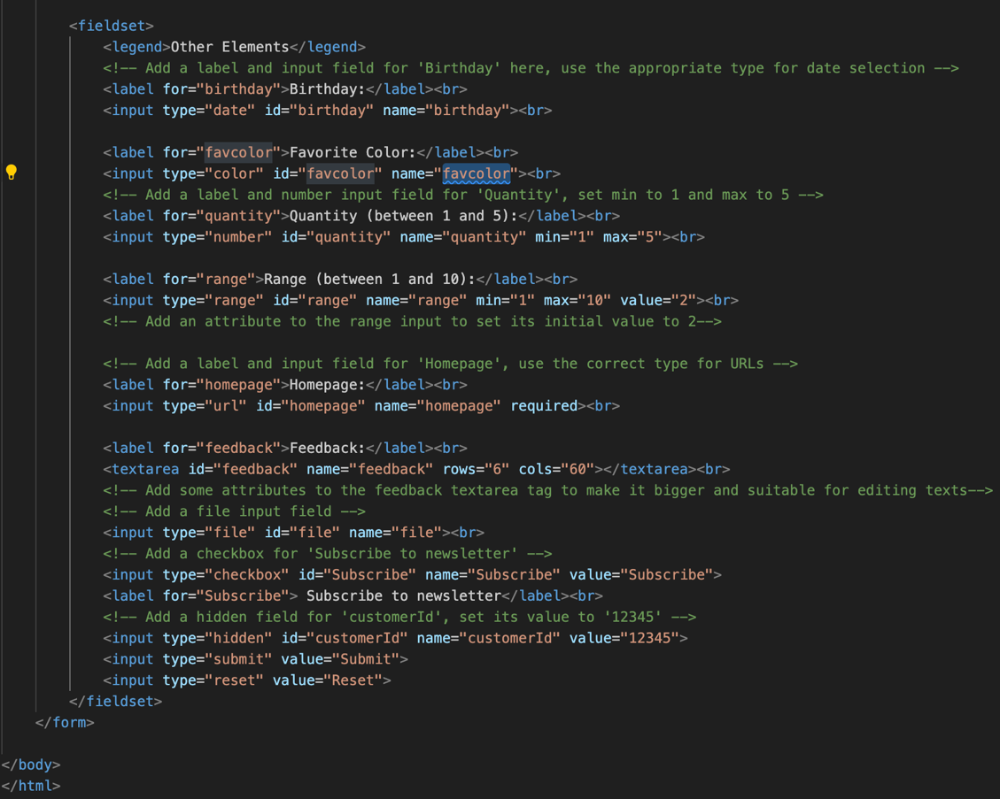 <fieldset>
<legend>Other Elements</legend>
<!-- Add a label and input field for 'Birthday' here, use the appropriate type for date selection -->
<label for="birthday">Birthday:</label><br>
<input type="date" id="birthday" name="birthday"><br>
<label for="favcolor">Favorite Color:</label><br>
<input type="color" id="favcolor" name="favcolor"><br>
<!-- Add a label and number input field for 'Quantity', set min to 1 and max to 5 -->
<label for="quantity">Quantity (between 1 and 5):</label><br>
<input type="number" id="quantity" name="quantity" min="1" max="5"><br>
<label for="range">Range (between 1 and 10):</label><br>
<input type="range" id="range" name="range" min="1" max="10" value="2"><br>
<!-- Add an attribute to the range input to set its initial value to 2-->
<!-- Add a label and input field for 'Homepage', use the correct type for URLs -->
<label for="homepage">Homepage:</label><br>
<input type="url" id="homepage" name="homepage" required><br>
<label for="feedback">Feedback:</label><br>
<textarea id="feedback" name="feedback" rows="6" cols="60"></textarea><br>
<!-- Add some attributes to the feedback textarea tag to make it bigger and suitable for editing texts-->
<!-- Add a file input field -->
<input type="file" id="file" name="file"><br>
<!-- Add a checkbox for 'Subscribe to newsletter' -->
<input type="checkbox" id="Subscribe" name="Subscribe" value="Subscribe">
<label for="Subscribe"> Subscribe to newsletter</label><br>
<!-- Add a hidden field for 'customerId', set its value to '12345' -->
<input type="hidden" id="customerId" name="customerId" value="12345">
<input type="submit" value="Submit">
<input type="reset" value="Reset">
</fieldset>
</form>
</body>
</html>